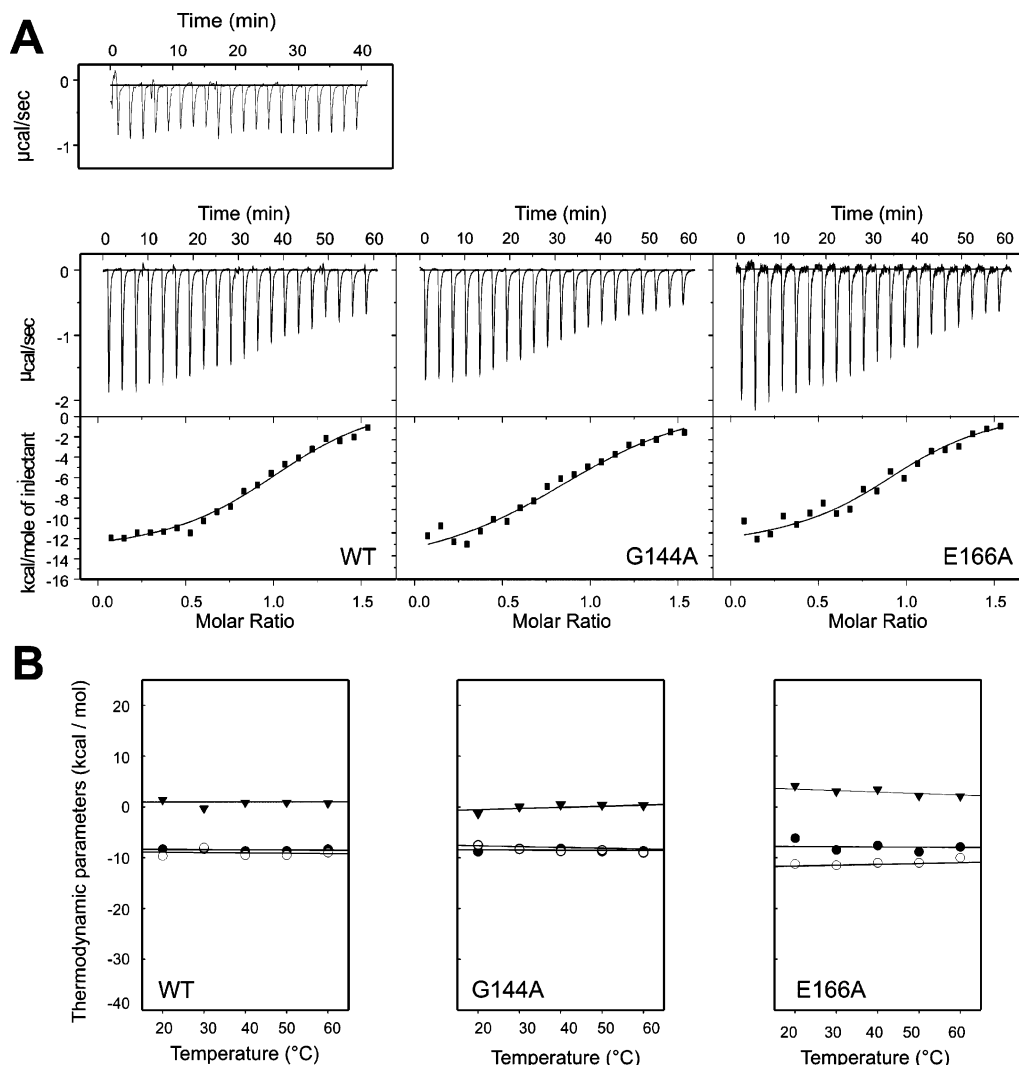 A
Time (min)
0 10 20 30 40
µcal/sec
0
-1
Time (min) Time (min) Time (min)
0 10 20 30 40 50 60 0 10 20 30 40 50 60 0 10 20 30 40 50 60
µcal/sec
0
-1
-2
kcal/mole of injectant
0
-2
-4
-6
-8
-10
-12
-14
-16
WT G144A E166A
0.0 0.5 1.0 1.5 0.0 0.5 1.0 1.5 0.0 0.5 1.0 1.5
Molar Ratio Molar Ratio Molar Ratio
B
Thermodynamic parameters (kcal / mol)
20
10
0
-10
-20
-30
-40
WT G144A E166A
20 30 40 50 60 20 30 40 50 60 20 30 40 50 60
Temperature (°C) Temperature (°C) Temperature (°C)